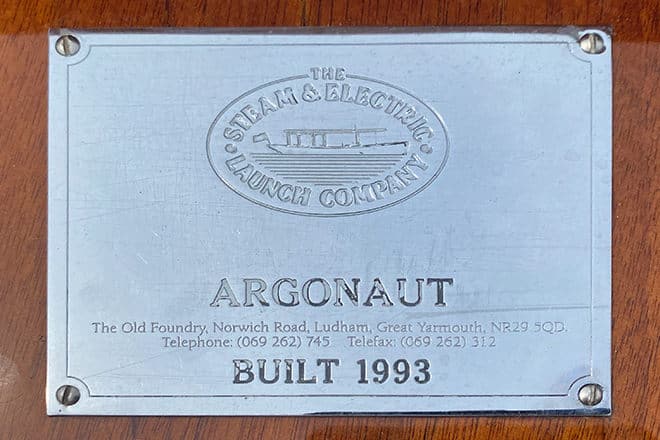 THE
STEAM & ELECTRIC
LAUNCH COMPANY
ARGONAUT
The Old Foundry, Norwich Road, Ludham, Great Yarmouth, NR29 5QD.
Telephone: (069 262) 745 Telefax: (069 262) 312
BUILT 1993